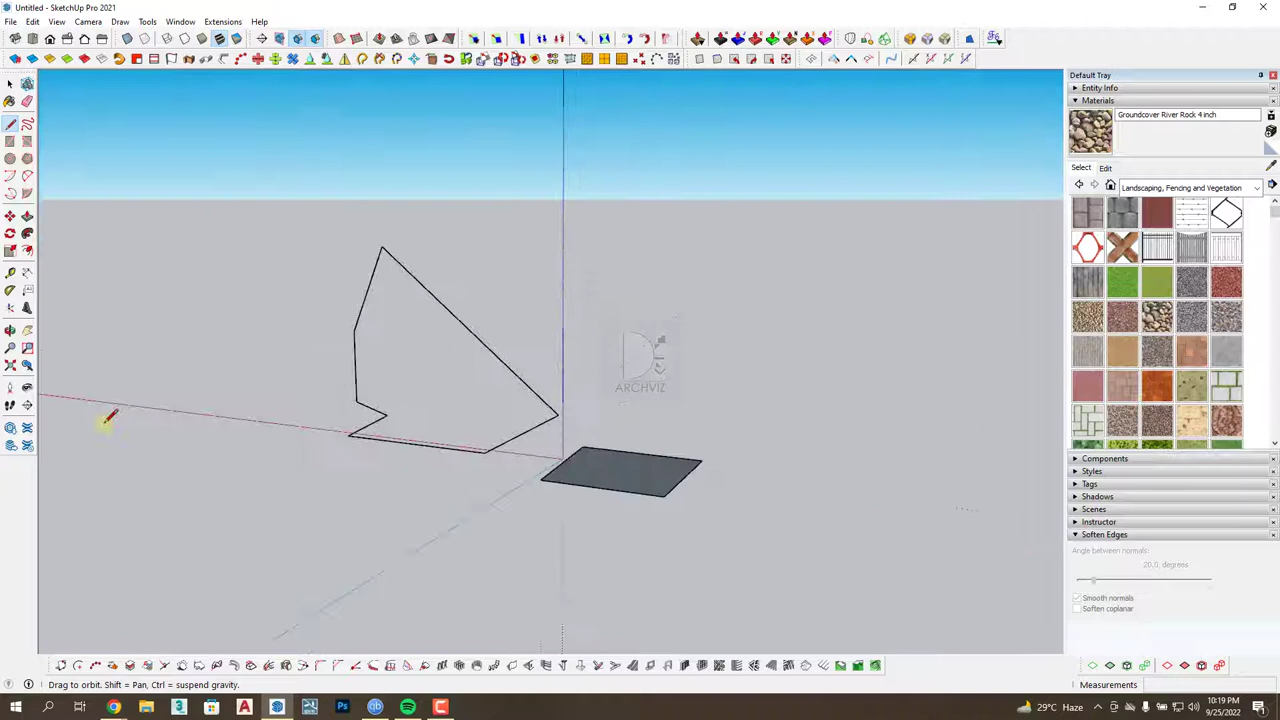 Untitled - SketchUp Pro 2021
File Edit View Camera Draw Tools Window Extensions Help
Default Tray
Entity Info
Materials
Groundcover River Rock 4 inch
Select Edit
Landscaping, Fencing and Vegetation
ARCHVIZ
Components
Styles
Tags
Shadows
Scenes
Instructor
Soften Edges
Angle between normals:
20.0 degrees
Smooth normals
Soften coplanar
Drag to orbit. Shift = Pan, Ctrl = suspend gravity.
Measurements
29°C Haze
10:19 PM
9/25/2022